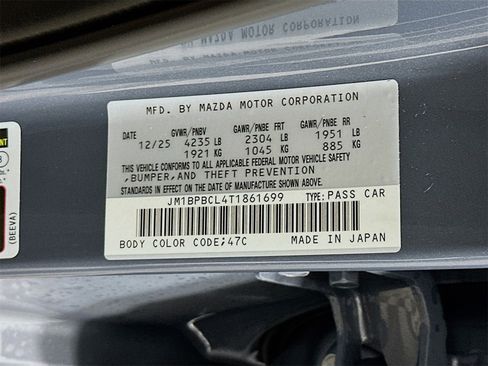 MFD. BY MAZDA MOTOR CORPORATION
DATE GVWR/PNBV GAWR/PNBE FRT GAWR/PNBE RR
12/25 4235 LB 2304 LB 1951 LB
1921 KG 1045 KG 885 KG
THIS VEHICLE CONFORMS TO ALL APPLICABLE FEDERAL MOTOR VEHICLE SAFETY,
BUMPER,AND THEFT PREVENTION
STANDARDS IN EFFECT ON THE DATE OF MANUFACTURE SHOWN ABOVE.
JM1BPBCL4T1861699 TYPE:PASS CAR
BODY COLOR CODE;47C MADE IN JAPAN
(BEEVA)